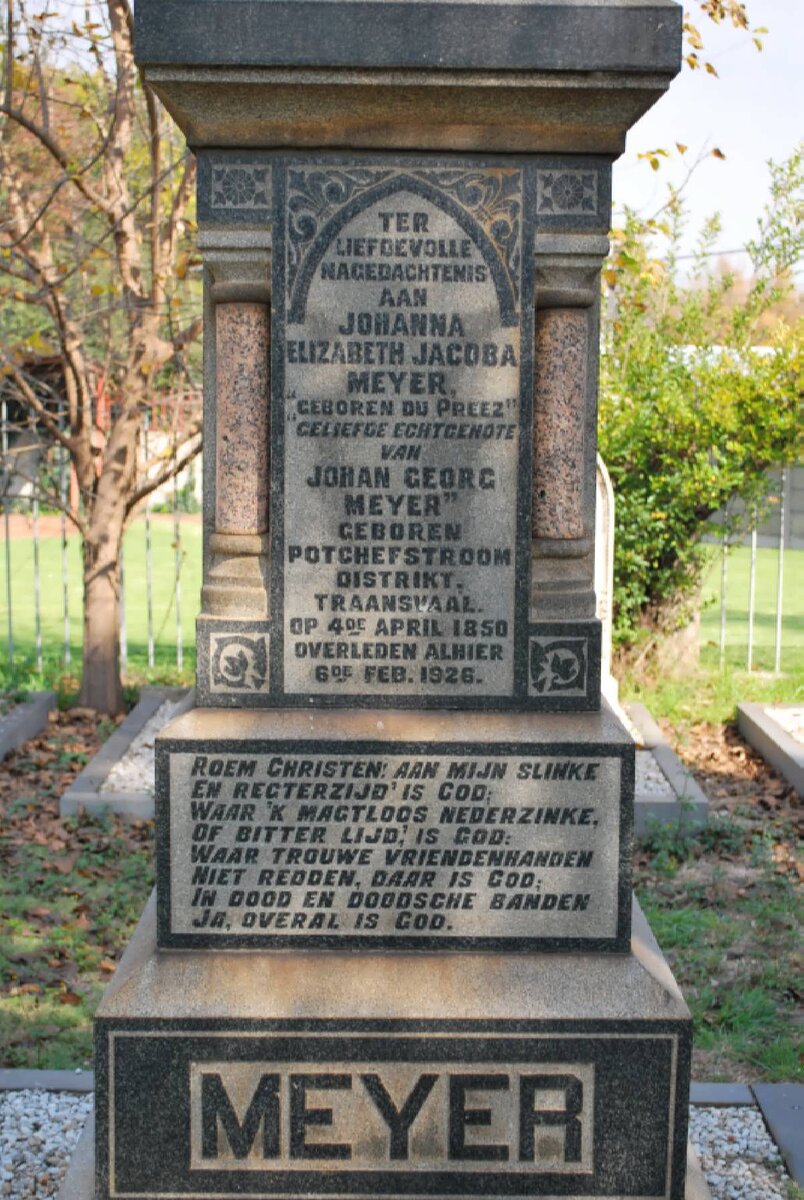 TER
LIEFDEVOLLE
NAGEDACHTENIS
AAN
JOHANNA
ELIZABETH JACOBA
MEYER,
"GEBOREN DU PREEZ"
"GELIEFDE ECHTGENOTE
VAN
JOHAN GEORG
MEYER"
GEBOREN
POTCHEFSTROOM
DISTRIKT,
TRAANSVAAL.
OP 4DE APRIL 1850
OVERLEDEN ALHIER
6DE FEB. 1926.
ROEM CHRISTEN! AAN MIJN SLINKE
EN REGTERZIJD' IS GOD;
WAAR 'K MAGTLOOS NEDERZINKE,
OF BITTER LIJD', IS GOD:
WAAR TROUWE VRIENDENHANDEN
NIET REDDEN, DAAR IS GOD;
IN DOOD EN DOODSCHE BANDEN
JA, OVERAL IS GOD.
MEYER